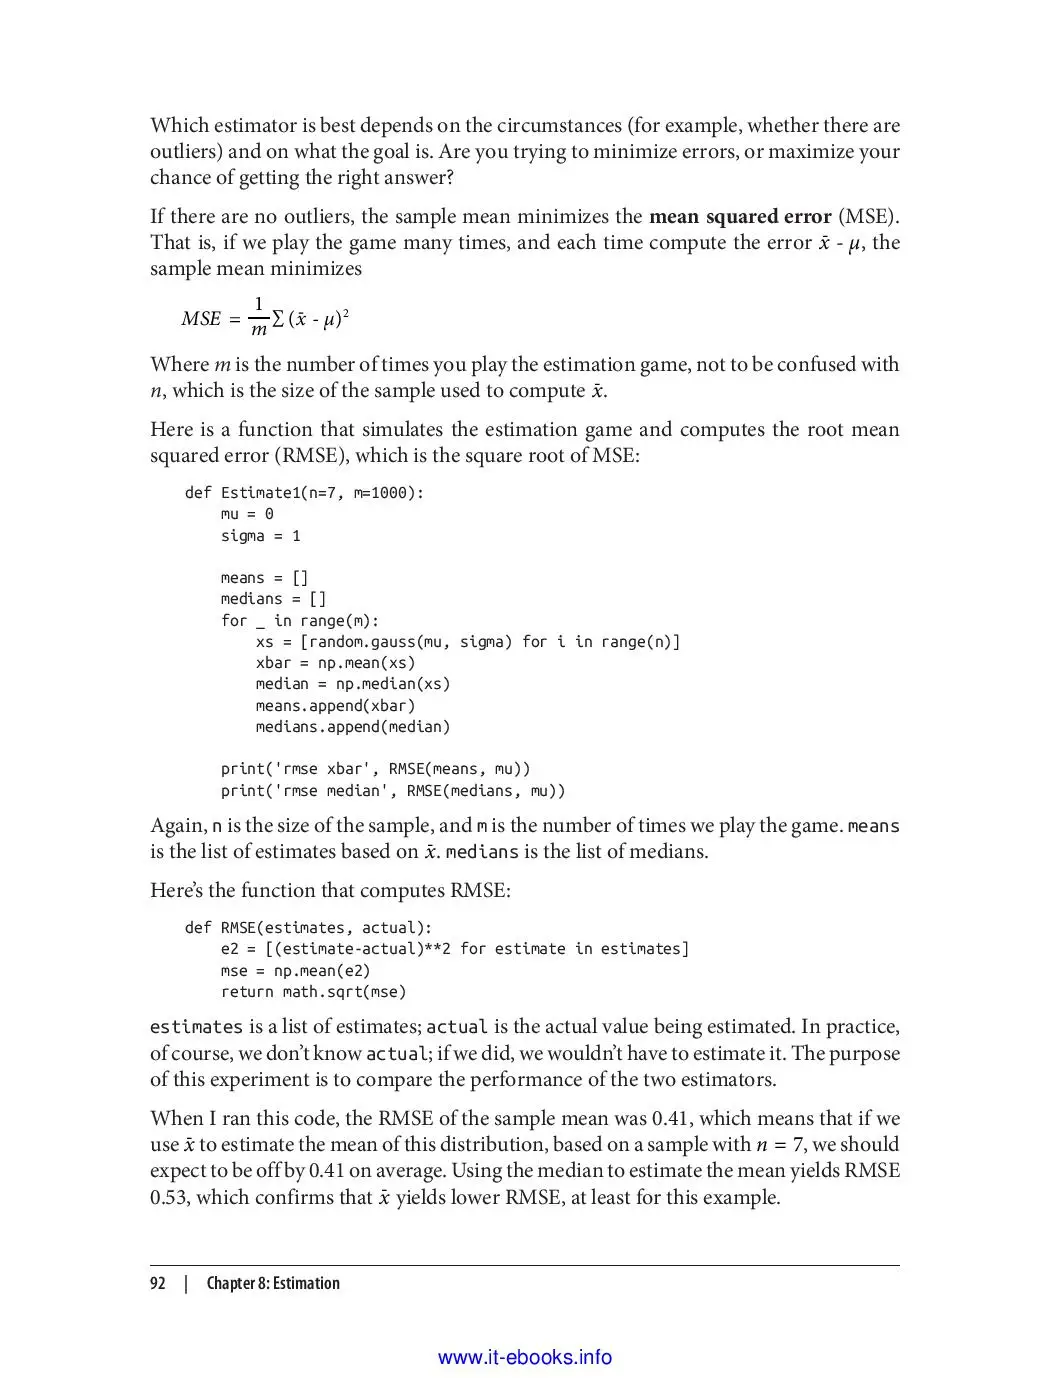 Which estimator is best depends on the circumstances (for example, whether there are
outliers) and on what the goal is. Are you trying to minimize errors, or maximize your
chance of getting the right answer?
If there are no outliers, the sample mean minimizes the mean squared error (MSE).
That is, if we play the game many times, and each time compute the error x̄ - μ, the
sample mean minimizes
MSE = 1/m ∑ (x̄ - μ)²
Where m is the number of times you play the estimation game, not to be confused with
n, which is the size of the sample used to compute x̄.
Here is a function that simulates the estimation game and computes the root mean
squared error (RMSE), which is the square root of MSE:
def Estimate1(n=7, m=1000):
    mu = 0
    sigma = 1
    means = []
    medians = []
    for _ in range(m):
        xs = [random.gauss(mu, sigma) for i in range(n)]
        xbar = np.mean(xs)
        median = np.median(xs)
        means.append(xbar)
        medians.append(median)
    print('rmse xbar', RMSE(means, mu))
    print('rmse median', RMSE(medians, mu))
Again, n is the size of the sample, and m is the number of times we play the game. means
is the list of estimates based on x̄. medians is the list of medians.
Here's the function that computes RMSE:
def RMSE(estimates, actual):
    e2 = [(estimate-actual)**2 for estimate in estimates]
    mse = np.mean(e2)
    return math.sqrt(mse)
estimates is a list of estimates; actual is the actual value being estimated. In practice,
of course, we don't know actual; if we did, we wouldn't have to estimate it. The purpose
of this experiment is to compare the performance of the two estimators.
When I ran this code, the RMSE of the sample mean was 0.41, which means that if we
use x̄ to estimate the mean of this distribution, based on a sample with n = 7, we should
expect to be off by 0.41 on average. Using the median to estimate the mean yields RMSE
0.53, which confirms that x̄ yields lower RMSE, at least for this example.
92 | Chapter 8: Estimation
www.it-ebooks.info